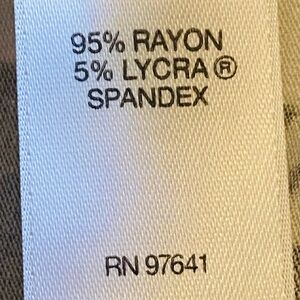 95% RAYON
5% LYCRA®
SPANDEX
RN 97641